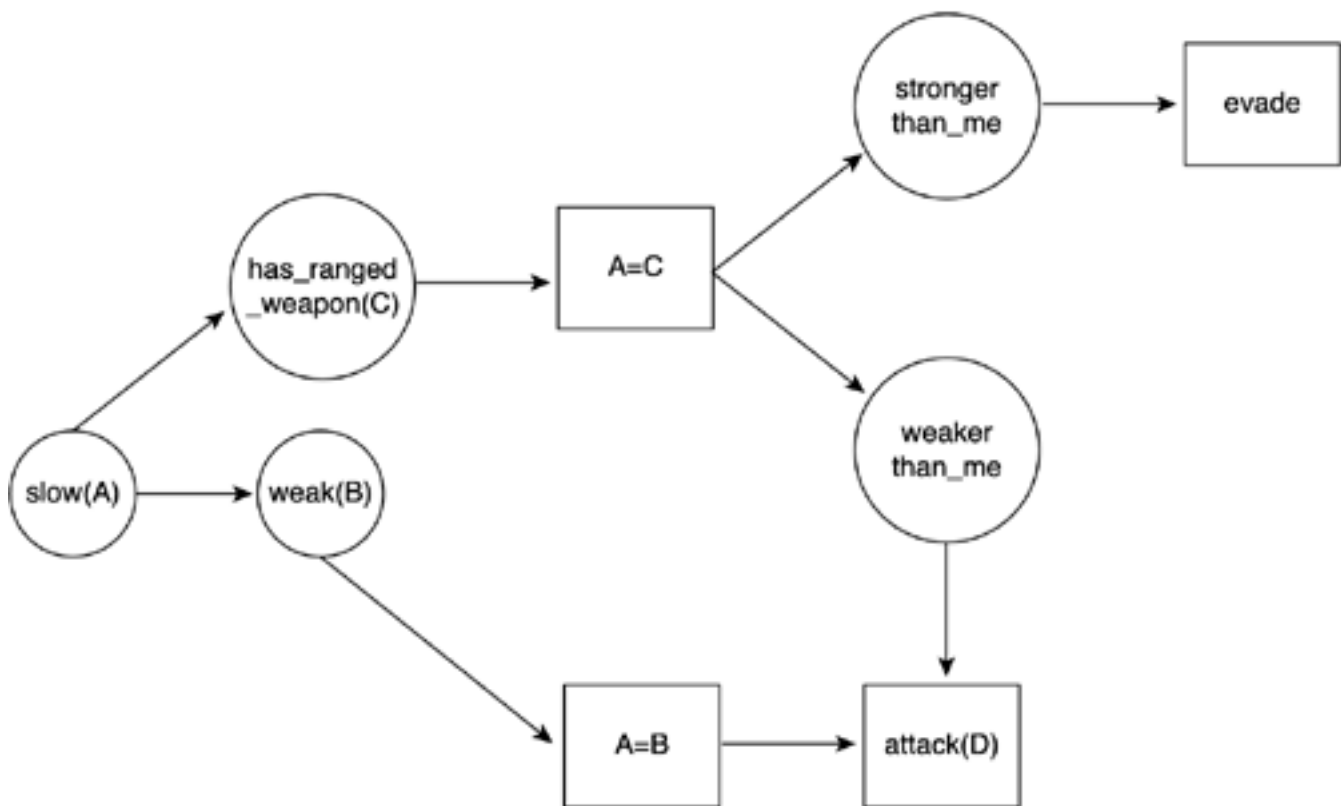 stronger
than_me
evade
has_ranged
_weapon(C)
A=C
weaker
than_me
slow(A)
weak(B)
A=B
attack(D)